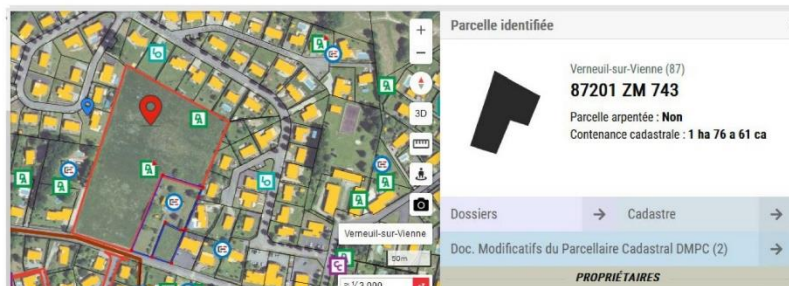 Parcelle identifiée
Verneuil-sur-Vienne (87)
87201 ZM 743
Parcelle arpentée : Non
Contenance cadastrale : 1 ha 76 a 61 ca
+
−
3D
Verneuil-sur-Vienne
50m
Dossiers →
Cadastre →
Doc. Modificatifs du Parcellaire Cadastral DMPC (2) →
PROPRIÉTAIRES